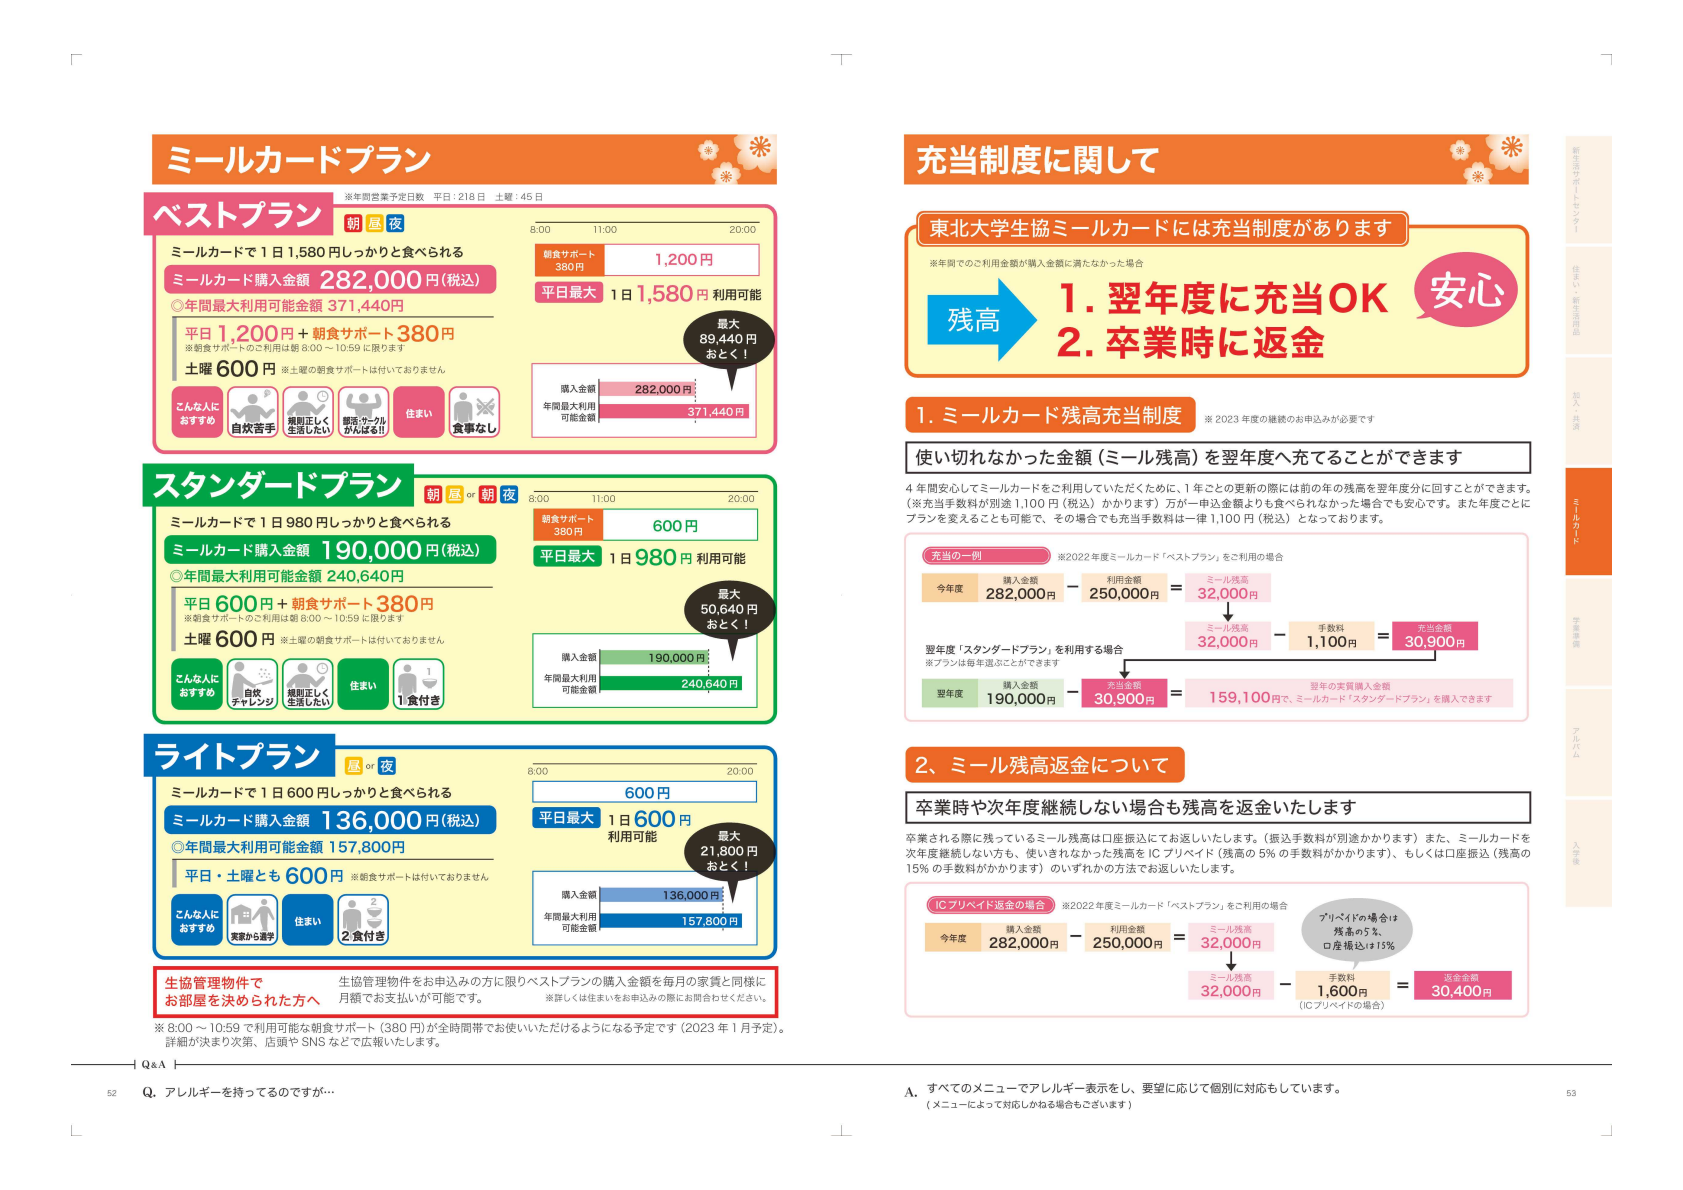 ミールカードプラン
※年間営業予定日数　平日：218日　土曜：45日
ベストプラン
朝 昼 夜
ミールカードで1日1,580円しっかりと食べられる
ミールカード購入金額 282,000円(税込)
◎年間最大利用可能金額 371,440円
平日1,200円＋朝食サポート380円
※朝食サポートのご利用は朝8:00～10:59に限ります
土曜600円 ※土曜の朝食サポートは付いておりません
こんな人に
おすすめ
自炊苦手
規則正しく
生活したい
部活・サークル
がんばる!!
住まい
食事なし
8:00 11:00 20:00
朝食サポート
380円
1,200円
平日最大 1日1,580円 利用可能
最大
89,440円
おとく！
購入金額 282,000円
年間最大利用
可能金額
371,440円
スタンダードプラン
朝 昼 or 朝 夜
ミールカードで1日980円しっかりと食べられる
ミールカード購入金額 190,000円(税込)
◎年間最大利用可能金額 240,640円
平日600円＋朝食サポート380円
※朝食サポートのご利用は朝8:00～10:59に限ります
土曜600円 ※土曜の朝食サポートは付いておりません
こんな人に
おすすめ
自炊
チャレンジ
規則正しく
生活したい
住まい
1
1食付き
8:00 11:00 20:00
朝食サポート
380円
600円
平日最大 1日980円 利用可能
最大
50,640円
おとく！
購入金額 190,000円
年間最大利用
可能金額
240,640円
ライトプラン
昼 or 夜
ミールカードで1日600円しっかりと食べられる
ミールカード購入金額 136,000円(税込)
◎年間最大利用可能金額 157,800円
平日・土曜とも600円 ※朝食サポートは付いておりません
こんな人に
おすすめ
実家から通学
住まい
2
2食付き
8:00 20:00
600円
平日最大 1日600円
利用可能
最大
21,800円
おとく！
購入金額 136,000円
年間最大利用
可能金額
157,800円
生協管理物件で
お部屋を決められた方へ
生協管理物件をお申込みの方に限りベストプランの購入金額を毎月の家賃と同様に
月額でお支払いが可能です。 ※詳しくは住まいをお申込みの際にお問合わせください。
※8:00～10:59で利用可能な朝食サポート（380円）が全時間帯でお使いいただけるようになる予定です（2023年1月予定）。
詳細が決まり次第、店頭やSNSなどで広報いたします。
Q&A
52
Q. アレルギーを持ってるのですが…
充当制度に関して
東北大学生協ミールカードには充当制度があります
※年間でのご利用金額が購入金額に満たなかった場合
残高
1. 翌年度に充当OK
2. 卒業時に返金
安心
1. ミールカード残高充当制度
※2023年度の継続のお申込みが必要です
使い切れなかった金額（ミール残高）を翌年度へ充てることができます
4年間安心してミールカードをご利用していただくために、1年ごとの更新の際には前の年の残高を翌年度分に回すことができます。
（※充当手数料が別途1,100円（税込）かかります）万が一申込金額よりも食べられなかった場合でも安心です。また年度ごとに
プランを変えることも可能で、その場合でも充当手数料は一律1,100円（税込）となっております。
充当の一例
※2022年度ミールカード「ベストプラン」をご利用の場合
今年度
購入金額
282,000円
－
利用金額
250,000円
＝
ミール残高
32,000円
ミール残高
32,000円
－
手数料
1,100円
＝
充当金額
30,900円
翌年度「スタンダードプラン」を利用する場合
※プランは毎年選ぶことができます
翌年度
購入金額
190,000円
－
充当金額
30,900円
＝
翌年の実質購入金額
159,100円で、ミールカード「スタンダードプラン」を購入できます
2、ミール残高返金について
卒業時や次年度継続しない場合も残高を返金いたします
卒業される際に残っているミール残高は口座振込にてお返しいたします。（振込手数料が別途かかります）また、ミールカードを
次年度継続しない方も、使いきれなかった残高をICプリペイド（残高の5%の手数料がかかります）、もしくは口座振込（残高の
15%の手数料がかかります）のいずれかの方法でお返しいたします。
ICプリペイド返金の場合
※2022年度ミールカード「ベストプラン」をご利用の場合
プリペイドの場合は
残高の5%、
口座振込は15%
今年度
購入金額
282,000円
－
利用金額
250,000円
＝
ミール残高
32,000円
ミール残高
32,000円
－
手数料
1,600円
＝
返金金額
30,400円
（ICプリペイドの場合）
A. すべてのメニューでアレルギー表示をし、要望に応じて個別に対応もしています。
（メニューによって対応しかねる場合もございます）
53
新生活サポートセンター
住まい・新生活用品
加入・共済
ミールカード
学業準備
アルバム
入学後